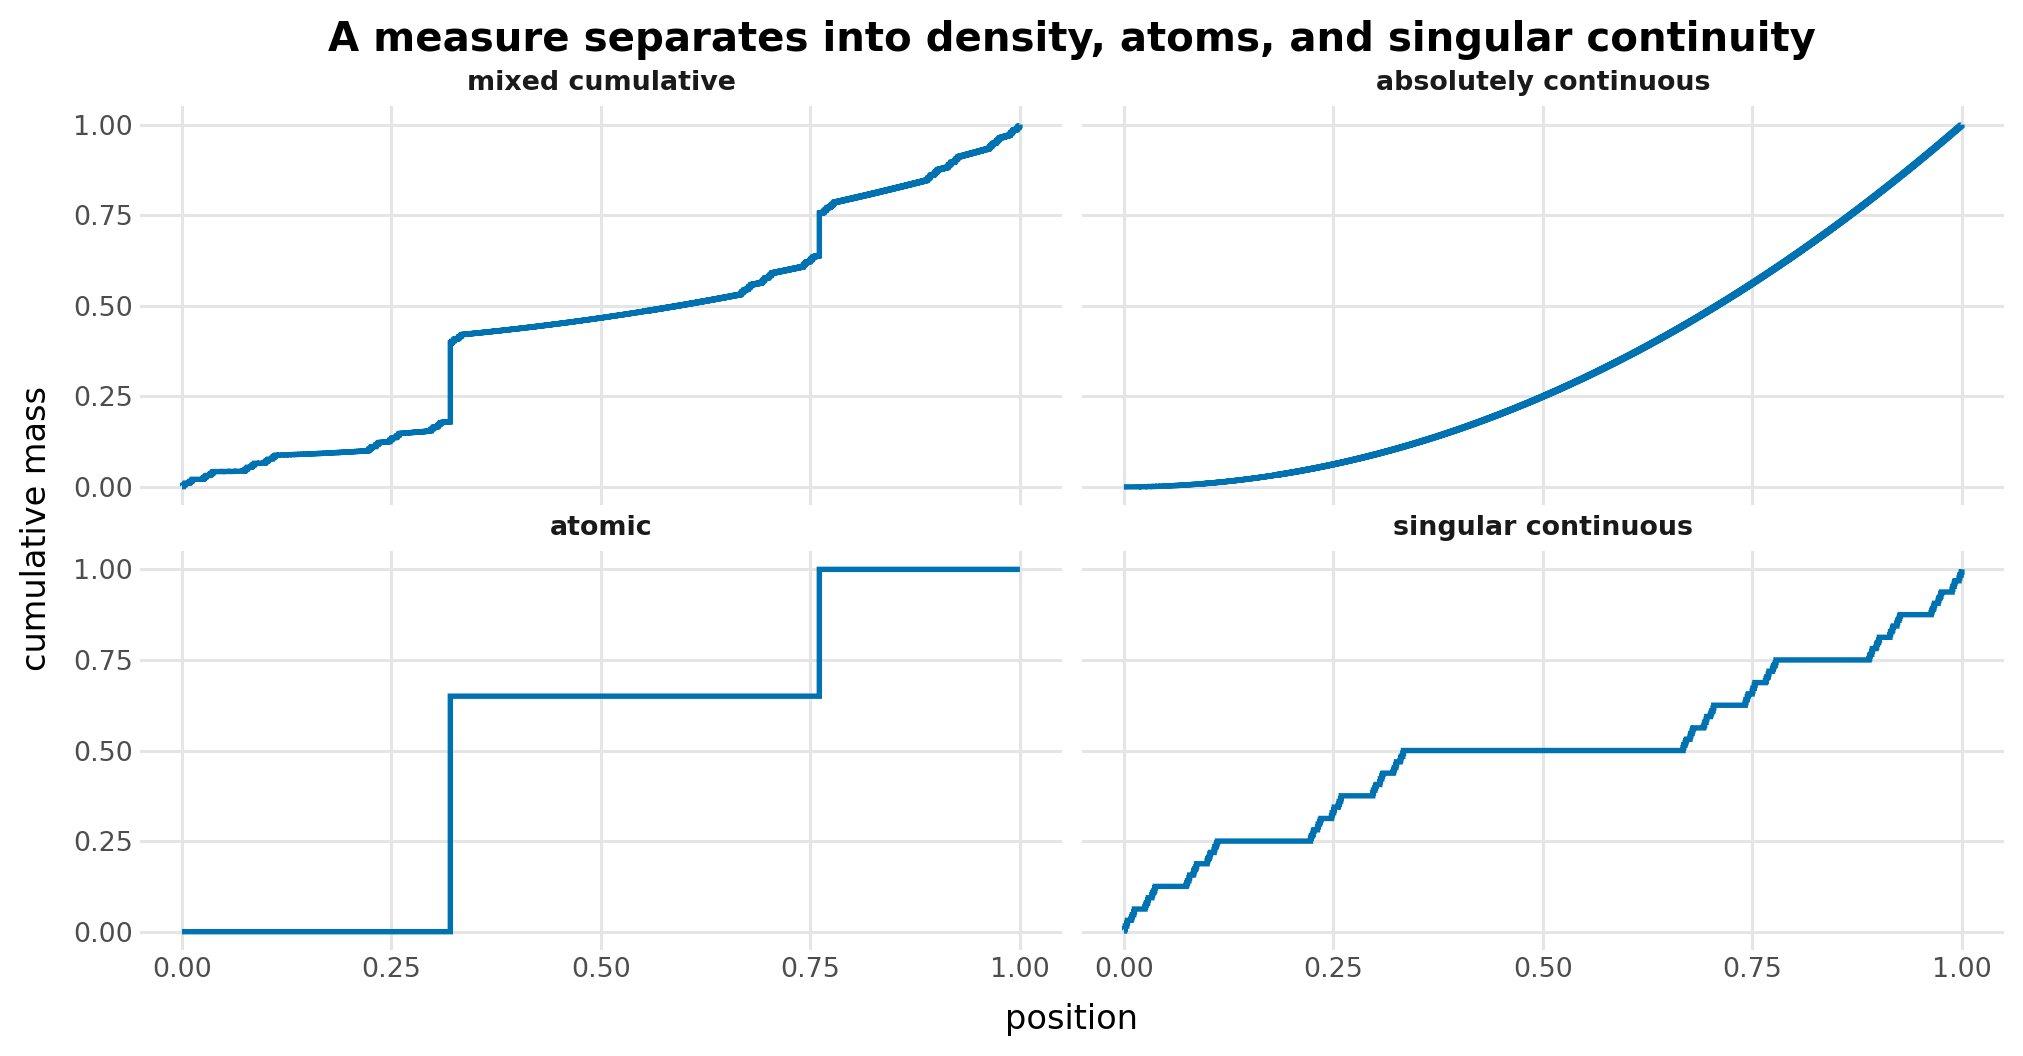 A measure separates into density, atoms, and singular continuity
mixed cumulative
absolutely continuous
1.00
0.75
0.50
0.25
0.00
atomic
singular continuous
1.00
0.75
0.50
0.25
0.00
0.00 0.25 0.50 0.75 1.00
0.00 0.25 0.50 0.75 1.00
cumulative mass
position